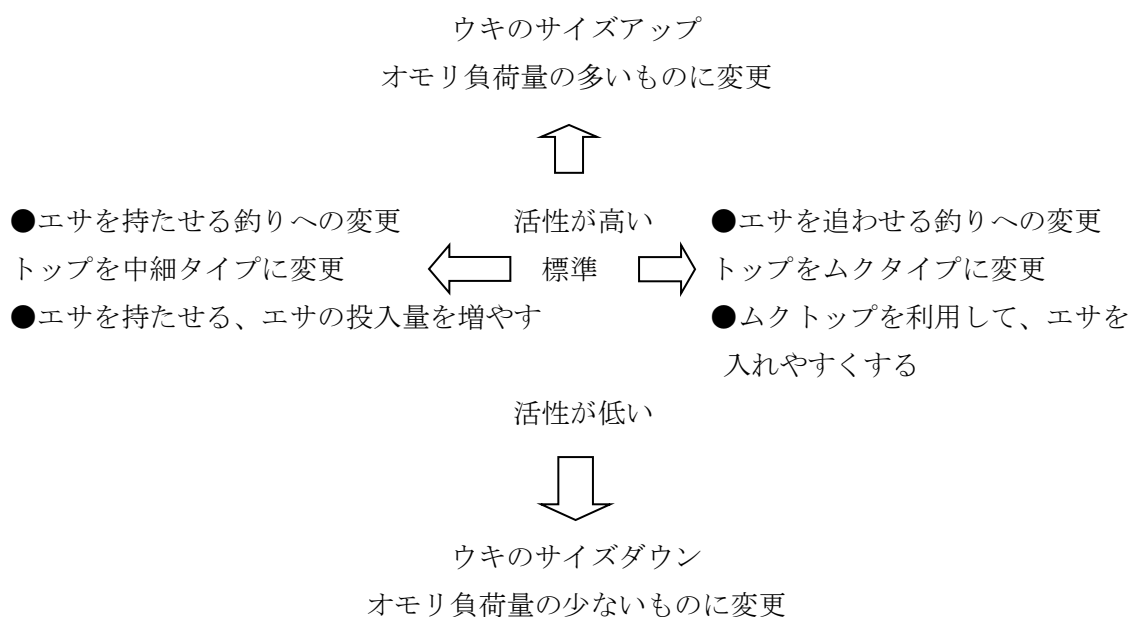 ウキのサイズアップ
オモリ負荷量の多いものに変更
●エサを持たせる釣りへの変更
トップを中細タイプに変更
●エサを持たせる、エサの投入量を増やす
活性が高い
標準
●エサを追わせる釣りへの変更
トップをムクタイプに変更
●ムクトップを利用して、エサを
入れやすくする
活性が低い
ウキのサイズダウン
オモリ負荷量の少ないものに変更